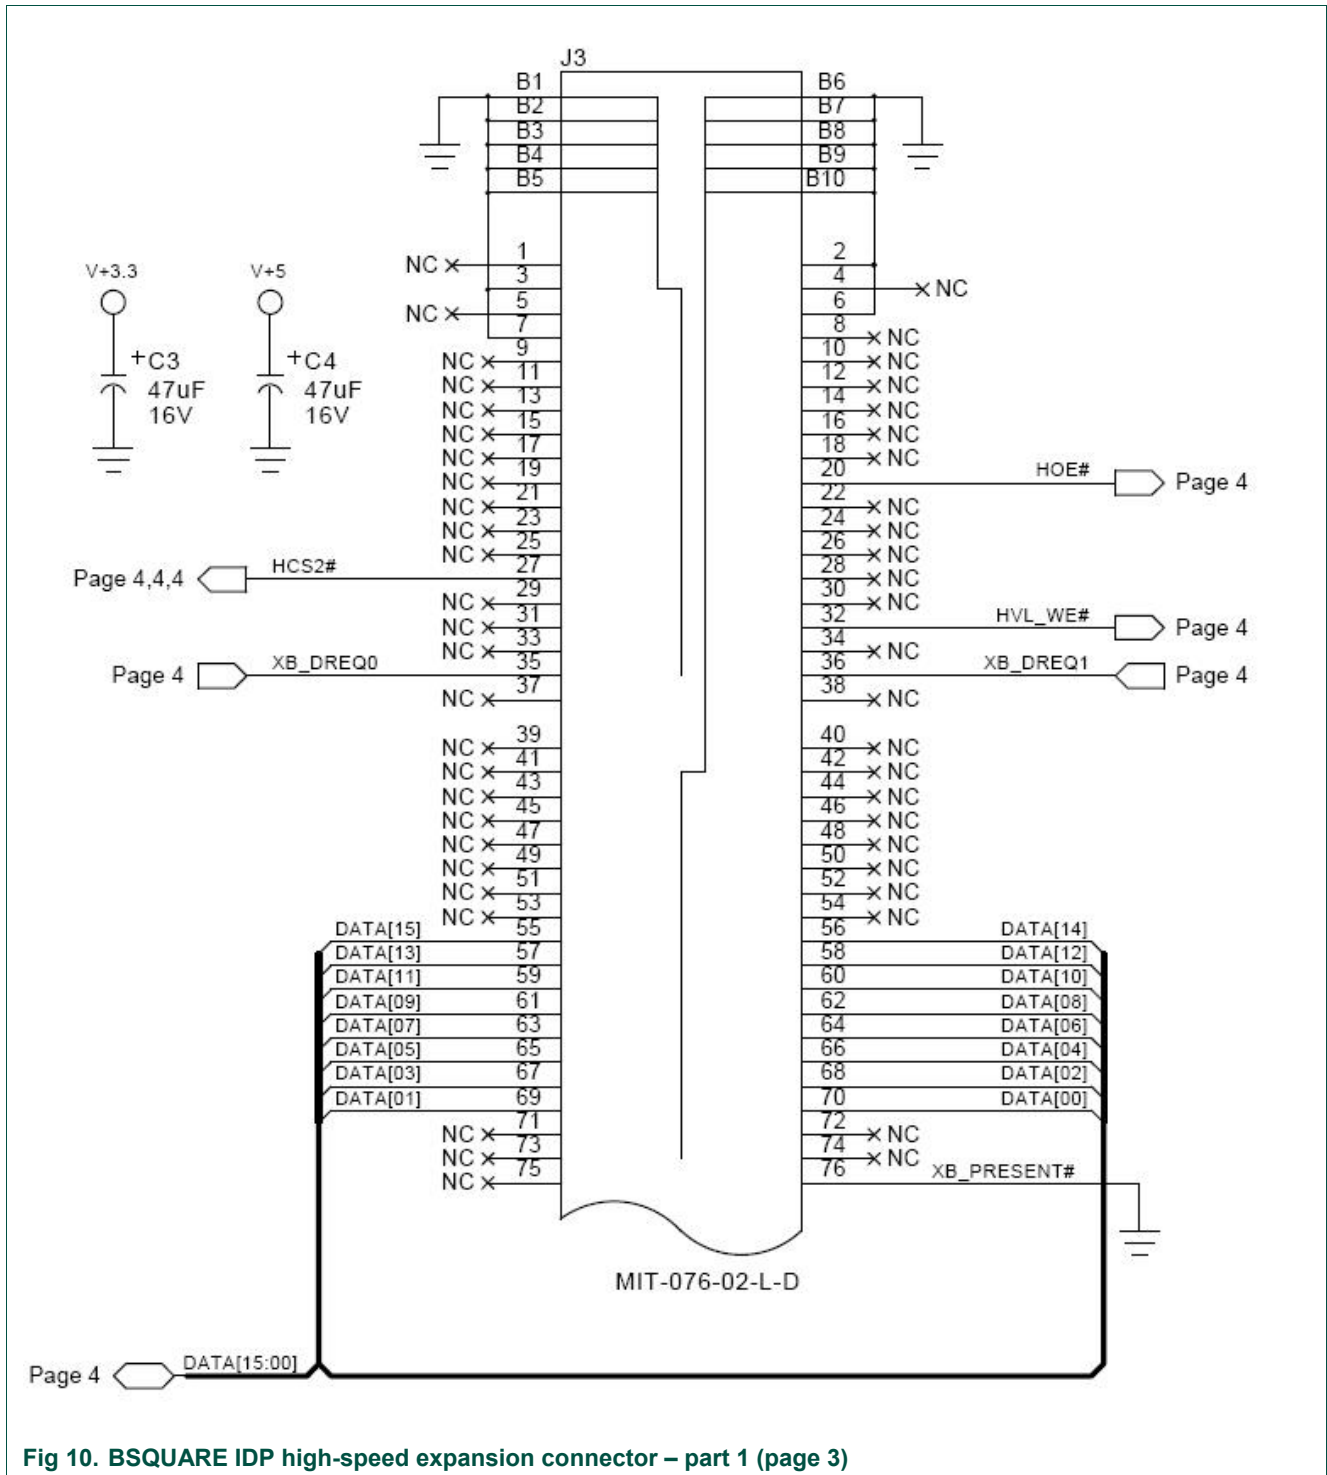 J3
B1 B6
B2 B7
B3 B8
B4 B9
B5 B10
NC 1 2
V+3.3 V+5 3 4 NC
NC 5 6
7 8 NC
NC 9 10 NC
+C3 +C4 NC 11 12 NC
47uF 47uF NC 13 14 NC
16V 16V NC 15 16 NC
NC 17 18 NC
NC 19 20 HOE# Page 4
NC 21 22 NC
NC 23 24 NC
NC 25 26 NC
Page 4,4,4 HCS2# 27 28 NC
NC 29 30 NC
NC 31 32 HVL_WE# Page 4
NC 33 34 NC
Page 4 XB_DREQ0 35 36 XB_DREQ1 Page 4
NC 37 38 NC
NC 39 40 NC
NC 41 42 NC
NC 43 44 NC
NC 45 46 NC
NC 47 48 NC
NC 49 50 NC
NC 51 52 NC
NC 53 54 NC
DATA[15] 55 56 DATA[14]
DATA[13] 57 58 DATA[12]
DATA[11] 59 60 DATA[10]
DATA[09] 61 62 DATA[08]
DATA[07] 63 64 DATA[06]
DATA[05] 65 66 DATA[04]
DATA[03] 67 68 DATA[02]
DATA[01] 69 70 DATA[00]
NC 71 72 NC
NC 73 74 NC
NC 75 76 XB_PRESENT#
MIT-076-02-L-D
Page 4 DATA[15:00]
Fig 10. BSQUARE IDP high-speed expansion connector – part 1 (page 3)